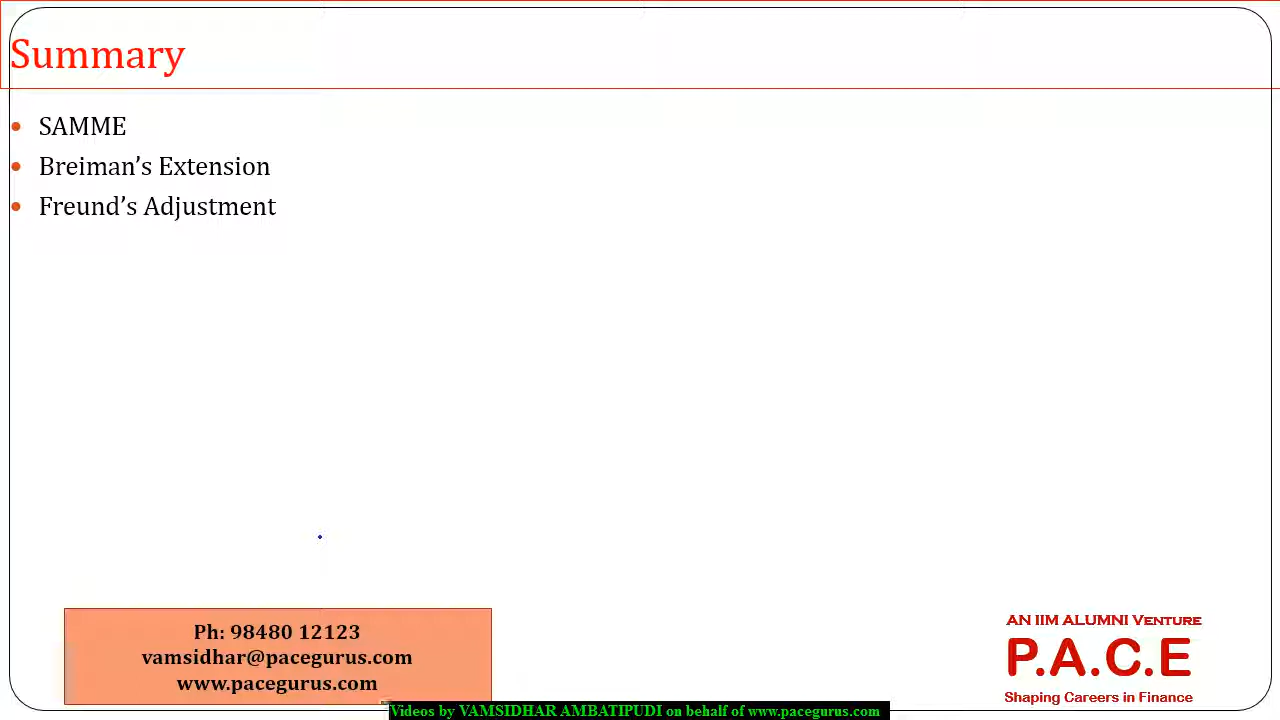 Summary
• SAMME
• Breiman’s Extension
• Freund’s Adjustment
Ph: 98480 12123
vamsidhar@pacegurus.com
www.pacegurus.com
AN IIM ALUMNI VENTURE
P.A.C.E
Shaping Careers in Finance
Videos by VAMSIDHAR AMBATIPUDI on behalf of www.pacegurus.com